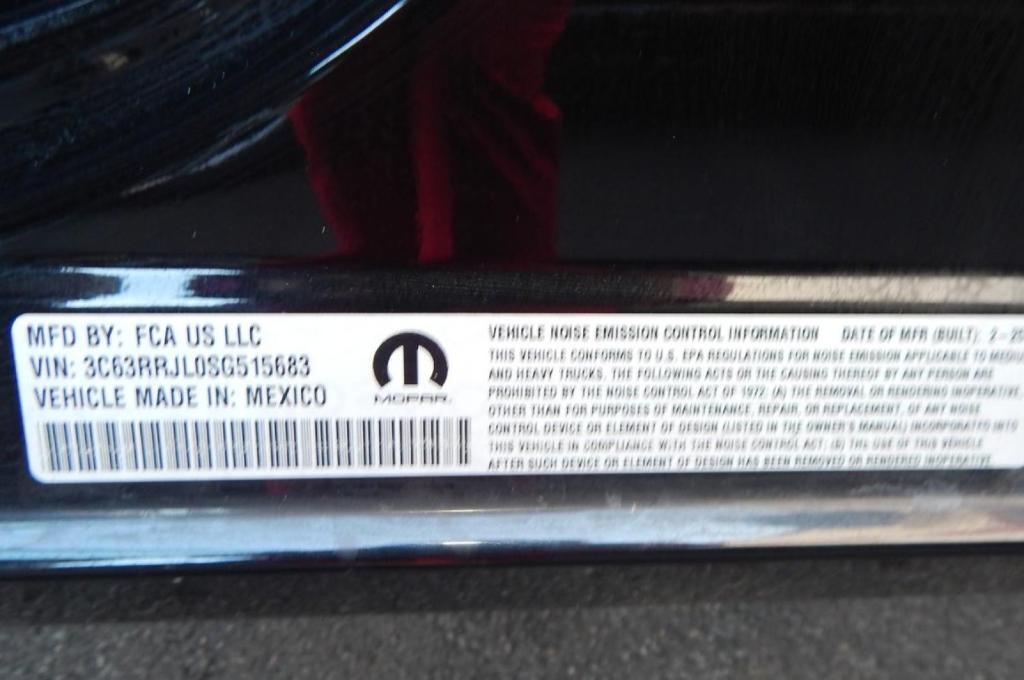 MFD BY: FCA US LLC
VIN: 3C63RRJL0SG515683
VEHICLE MADE IN: MEXICO
MOPAR
VEHICLE NOISE EMISSION CONTROL INFORMATION DATE OF MFR (BUILT): 2-25
THIS VEHICLE CONFORMS TO U.S. EPA REGULATIONS FOR NOISE EMISSION APPLICABLE TO MEDIU
AND HEAVY TRUCKS. THE FOLLOWING ACTS OR THE CAUSING THEREOF BY ANY PERSON ARE
PROHIBITED BY THE NOISE CONTROL ACT OF 1972. (A) THE REMOVAL OR RENDERING INOPERATIVE,
OTHER THAN FOR PURPOSES OF MAINTENANCE, REPAIR, OR REPLACEMENT, OF ANY NOISE
CONTROL DEVICE OR ELEMENT OF DESIGN (LISTED IN THE OWNER'S MANUAL) INCORPORATED INTO
THIS VEHICLE IN COMPLIANCE WITH THE NOISE CONTROL ACT; (B) THE USE OF THIS VEHICLE
AFTER SUCH DEVICE OR ELEMENT OF DESIGN HAS BEEN REMOVED OR RENDERED INOPERATIVE.